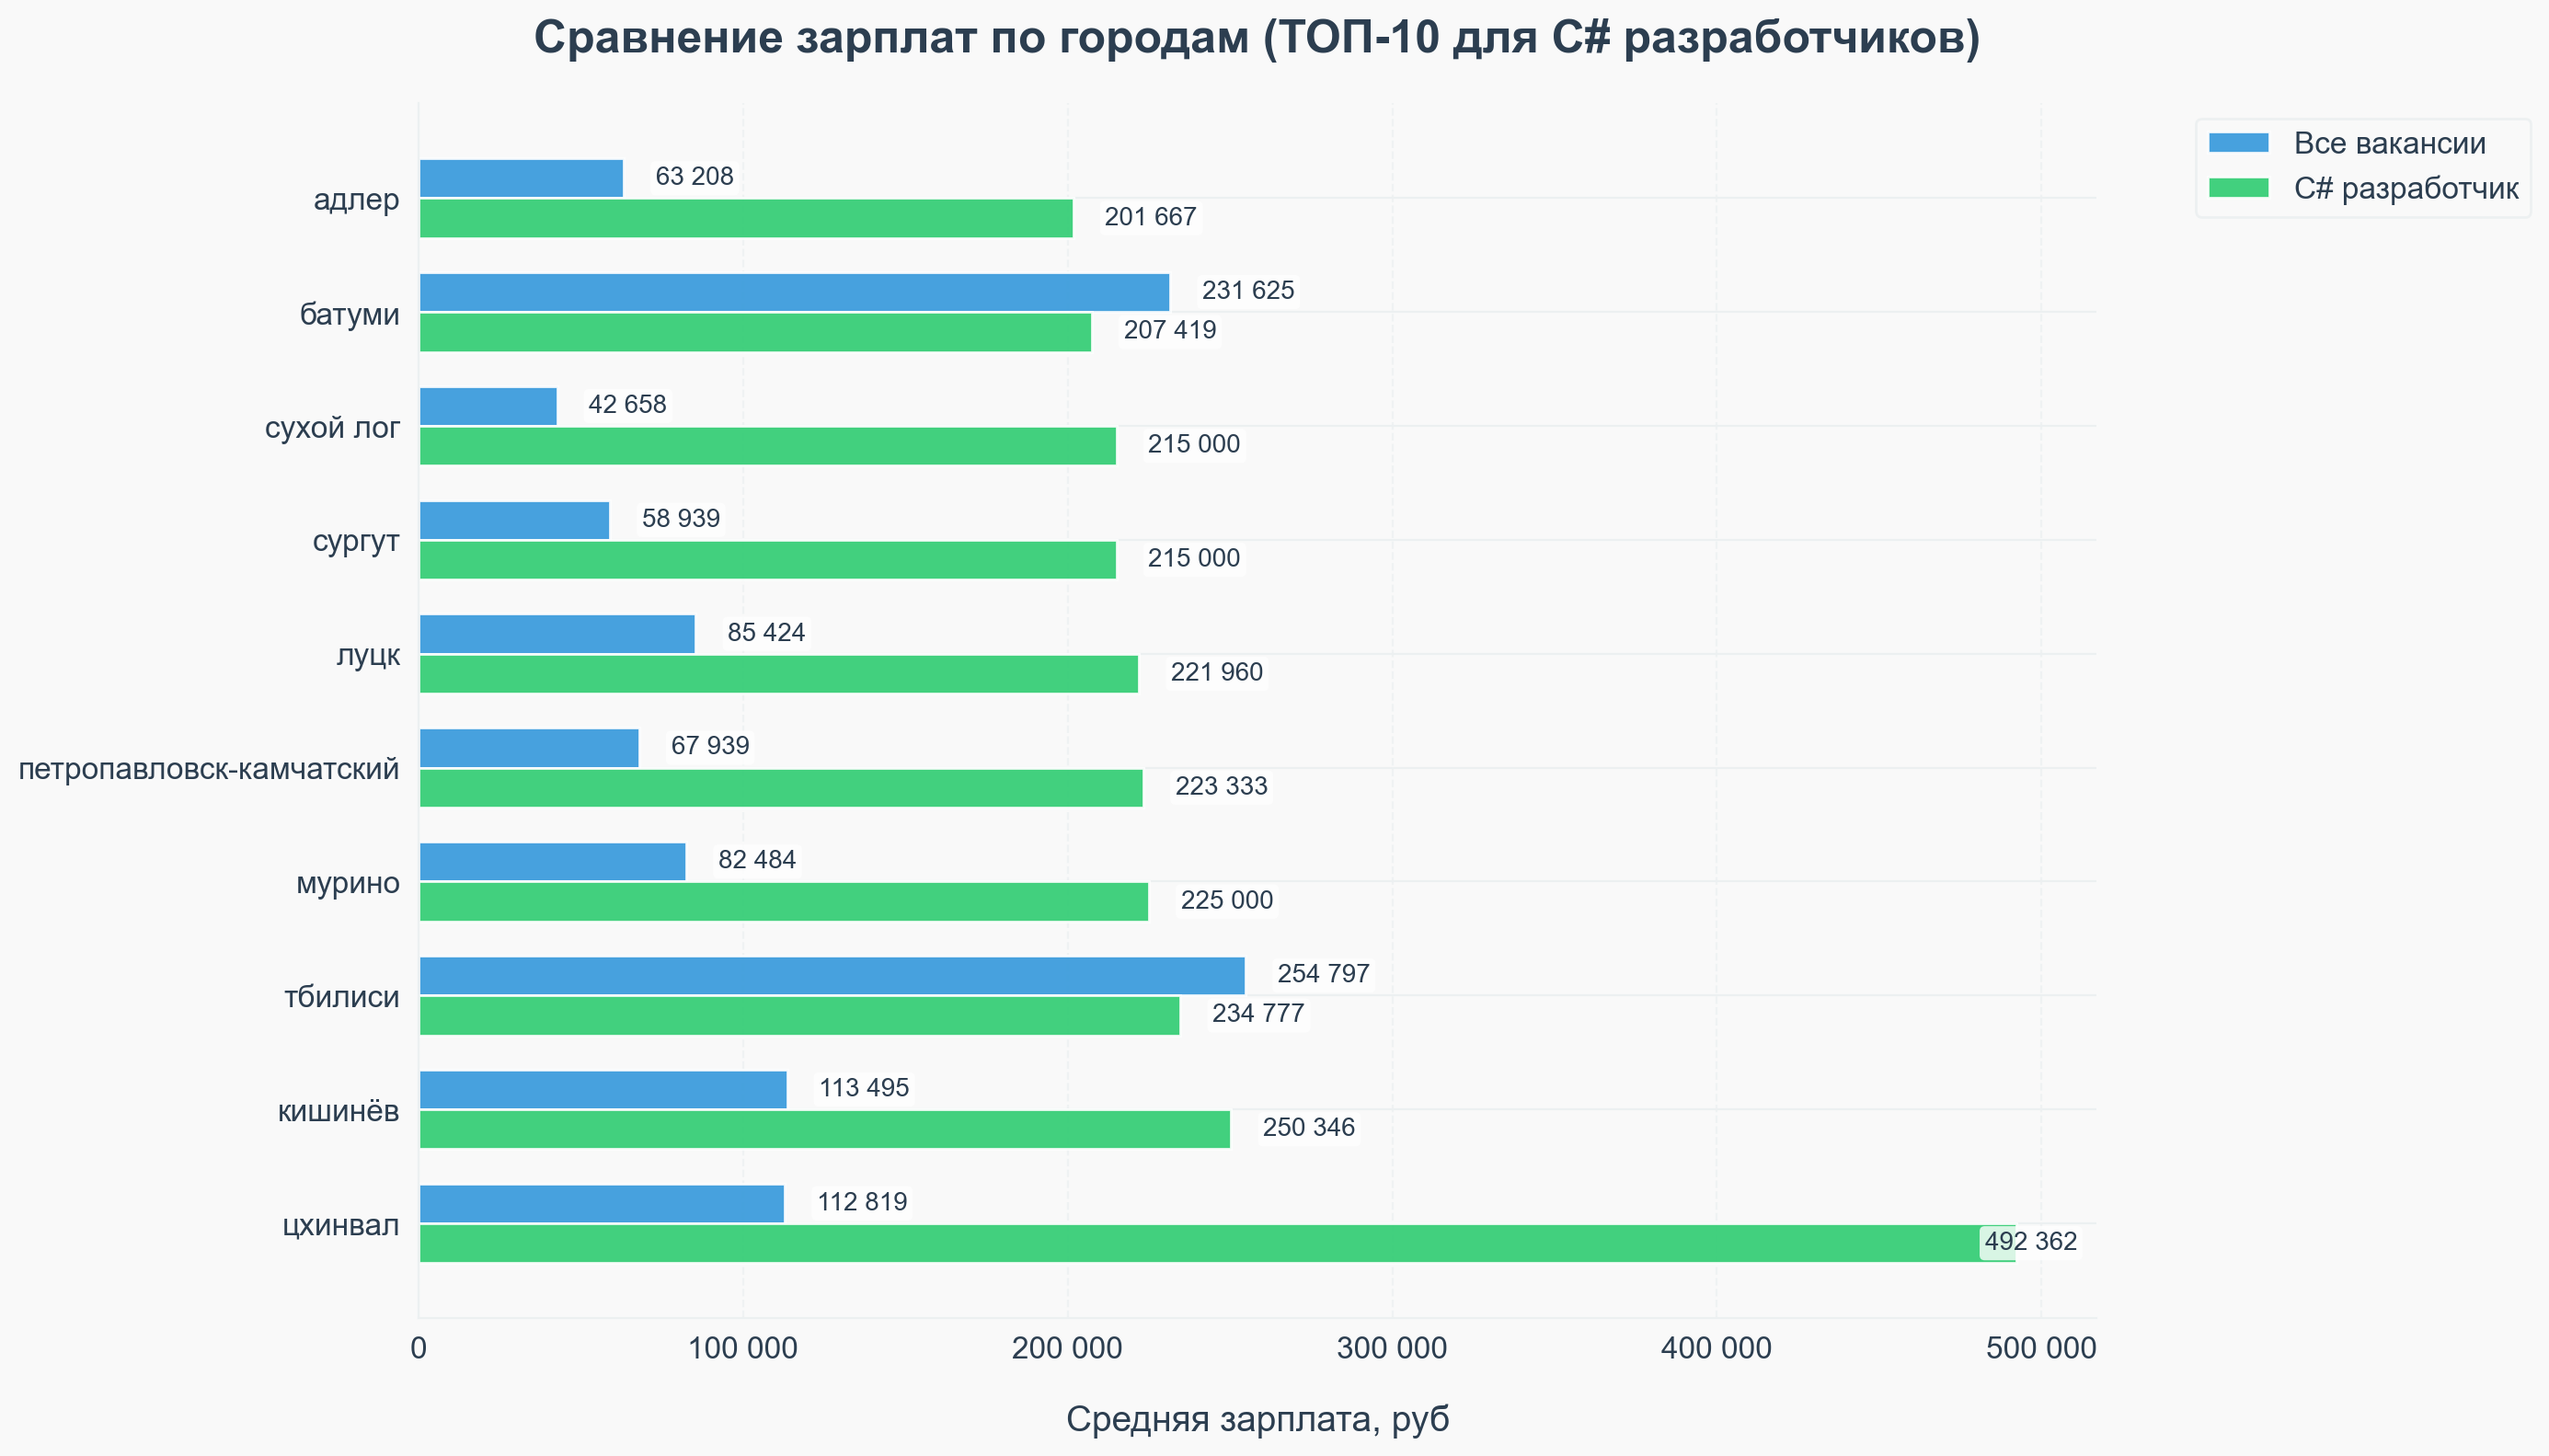 Сравнение зарплат по городам (ТОП-10 для C# разработчиков)
Все вакансии
C# разработчик
адлер
63 208
201 667
батуми
231 625
207 419
сухой лог
42 658
215 000
сургут
58 939
215 000
луцк
85 424
221 960
петропавловск-камчатский
67 939
223 333
мурино
82 484
225 000
тбилиси
254 797
234 777
кишинёв
113 495
250 346
цхинвал
112 819
492 362
0 100 000 200 000 300 000 400 000 500 000
Средняя зарплата, руб